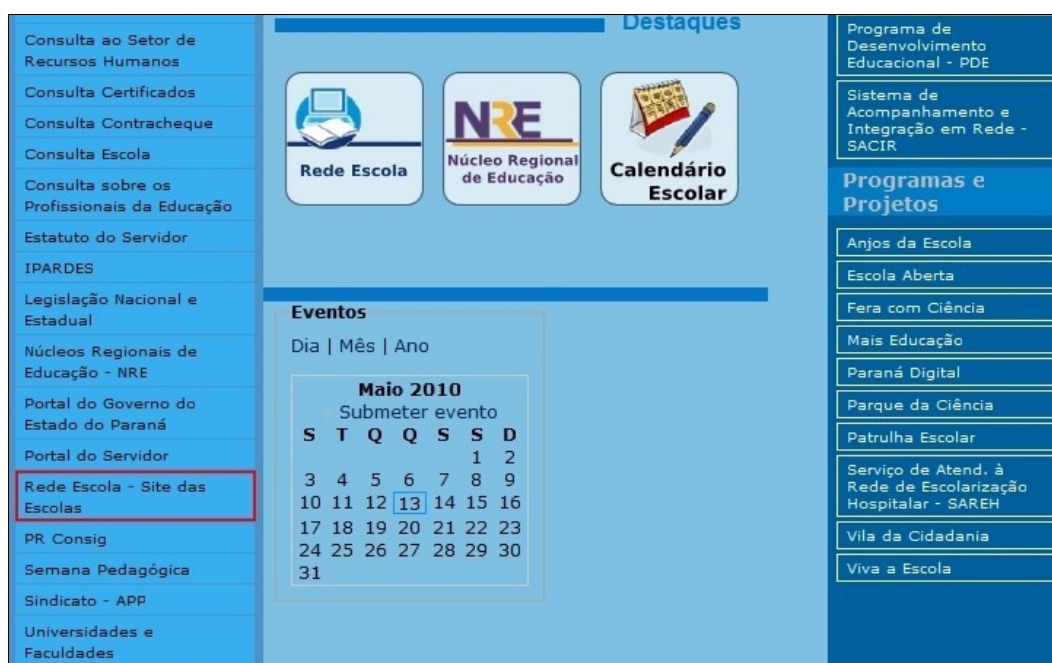 Consulta ao Setor de
Recursos Humanos
Consulta Certificados
Consulta Contracheque
Consulta Escola
Consulta sobre os
Profissionais da Educação
Estatuto do Servidor
IPARDES
Legislação Nacional e
Estadual
Núcleos Regionais de
Educação - NRE
Portal do Governo do
Estado do Paraná
Portal do Servidor
Rede Escola - Site das
Escolas
PR Consig
Semana Pedagógica
Sindicato - APP
Universidades e
Faculdades
Destaques
Rede Escola
NRE
Núcleo Regional
de Educação
Calendário
Escolar
Eventos
Dia | Mês | Ano
Maio 2010
+ Submeter evento
S T Q Q S S D
1 2
3 4 5 6 7 8 9
10 11 12 13 14 15 16
17 18 19 20 21 22 23
24 25 26 27 28 29 30
31
Programa de
Desenvolvimento
Educacional - PDE
Sistema de
Acompanhamento e
Integração em Rede -
SACIR
Programas e
Projetos
Anjos da Escola
Escola Aberta
Fera com Ciência
Mais Educação
Paraná Digital
Parque da Ciência
Patrulha Escolar
Serviço de Atend. à
Rede de Escolarização
Hospitalar - SAREH
Vila da Cidadania
Viva a Escola